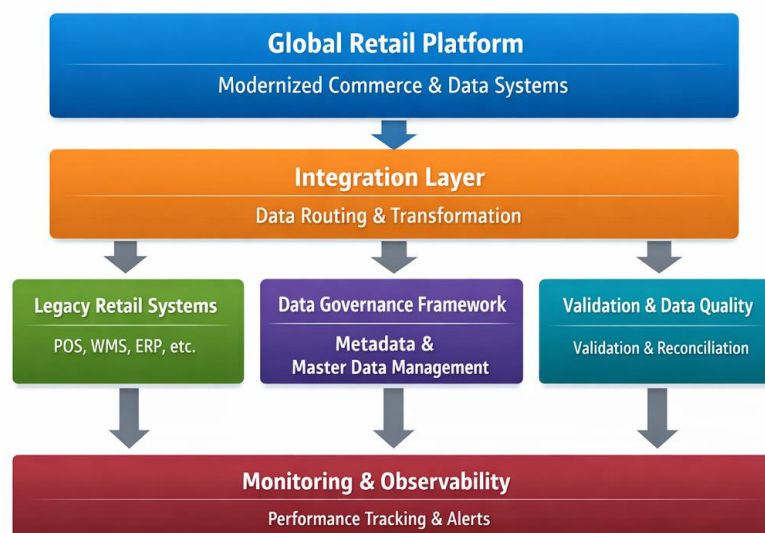 Global Retail Platform
Modernized Commerce & Data Systems
Integration Layer
Data Routing & Transformation
Legacy Retail Systems
POS, WMS, ERP, etc.
Data Governance Framework
Metadata &
Master Data Management
Validation & Data Quality
Validation & Reconciliation
Monitoring & Observability
Performance Tracking & Alerts